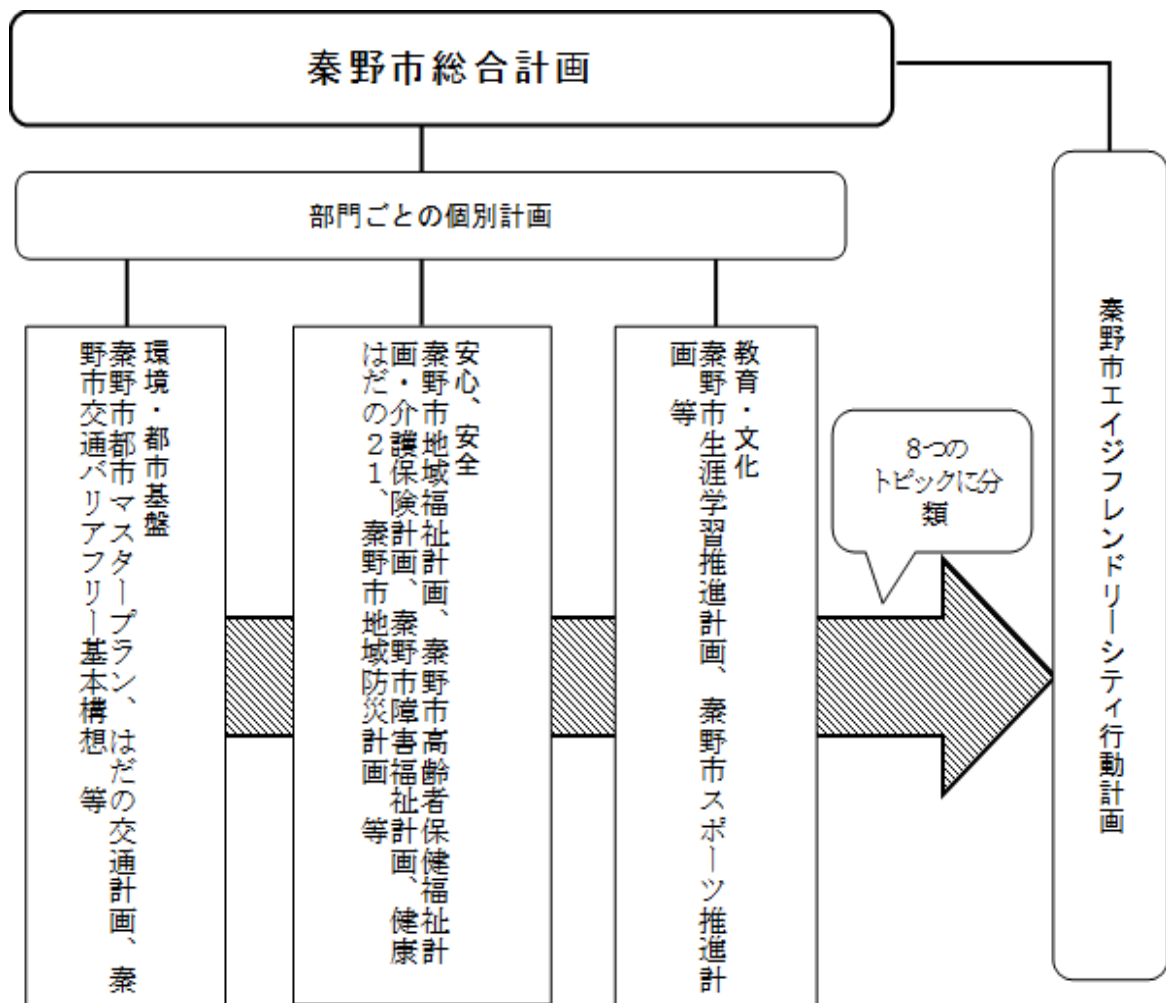 秦野市総合計画
部門ごとの個別計画
環境・都市基盤
秦野市都市マスタープラン、はだの交通計画、秦
野市交通バリアフリー基本構想　等
安心、安全
秦野市地域福祉計画、秦野市高齢者保健福祉計
画・介護保険計画、秦野市障害福祉計画、健康
はだの２１、秦野市地域防災計画　等
教育・文化
秦野市生涯学習推進計画、秦野市スポーツ推進計
画　等
8つの
トピックに分
類
秦野市エイジフレンドリーシティ行動計画